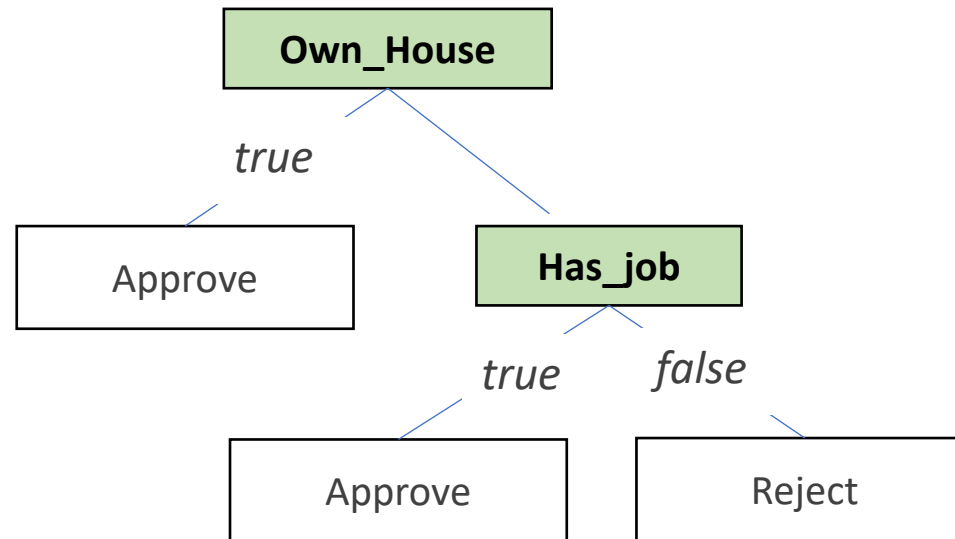 Own_House
true
Approve
Has_job
true
false
Approve
Reject